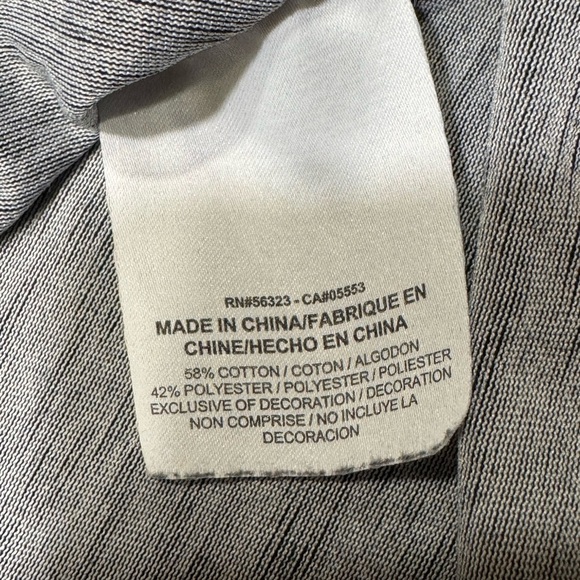 RN#56323 - CA#05553
MADE IN CHINA/FABRIQUE EN
CHINE/HECHO EN CHINA
58% COTTON / COTON / ALGODON
42% POLYESTER / POLYESTER / POLIESTER
EXCLUSIVE OF DECORATION / DECORATION
NON COMPRISE / NO INCLUYE LA
DECORACION